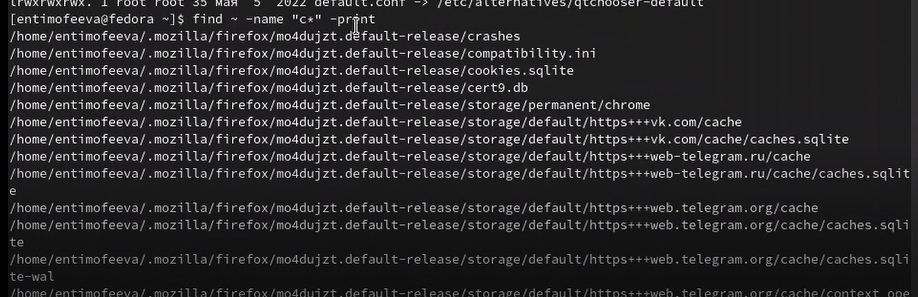 lrwxrwxrwx. 1 root root 35 мая  5  2022 default.conf -> /etc/alternatives/qtchooser-default
[entimofeeva@fedora ~]$ find ~ -name "c*" -print
/home/entimofeeva/.mozilla/firefox/mo4dujzt.default-release/crashes
/home/entimofeeva/.mozilla/firefox/mo4dujzt.default-release/compatibility.ini
/home/entimofeeva/.mozilla/firefox/mo4dujzt.default-release/cookies.sqlite
/home/entimofeeva/.mozilla/firefox/mo4dujzt.default-release/cert9.db
/home/entimofeeva/.mozilla/firefox/mo4dujzt.default-release/storage/permanent/chrome
/home/entimofeeva/.mozilla/firefox/mo4dujzt.default-release/storage/default/https+++vk.com/cache
/home/entimofeeva/.mozilla/firefox/mo4dujzt.default-release/storage/default/https+++vk.com/cache/caches.sqlite
/home/entimofeeva/.mozilla/firefox/mo4dujzt.default-release/storage/default/https+++web-telegram.ru/cache
/home/entimofeeva/.mozilla/firefox/mo4dujzt.default-release/storage/default/https+++web-telegram.ru/cache/caches.sqlit
e
/home/entimofeeva/.mozilla/firefox/mo4dujzt.default-release/storage/default/https+++web.telegram.org/cache
/home/entimofeeva/.mozilla/firefox/mo4dujzt.default-release/storage/default/https+++web.telegram.org/cache/caches.sqli
te
/home/entimofeeva/.mozilla/firefox/mo4dujzt.default-release/storage/default/https+++web.telegram.org/cache/caches.sqli
te-wal
/home/entimofeeva/.mozilla/firefox/mo4dujzt.default-release/storage/default/https+++web.telegram.org/cache/context_ope